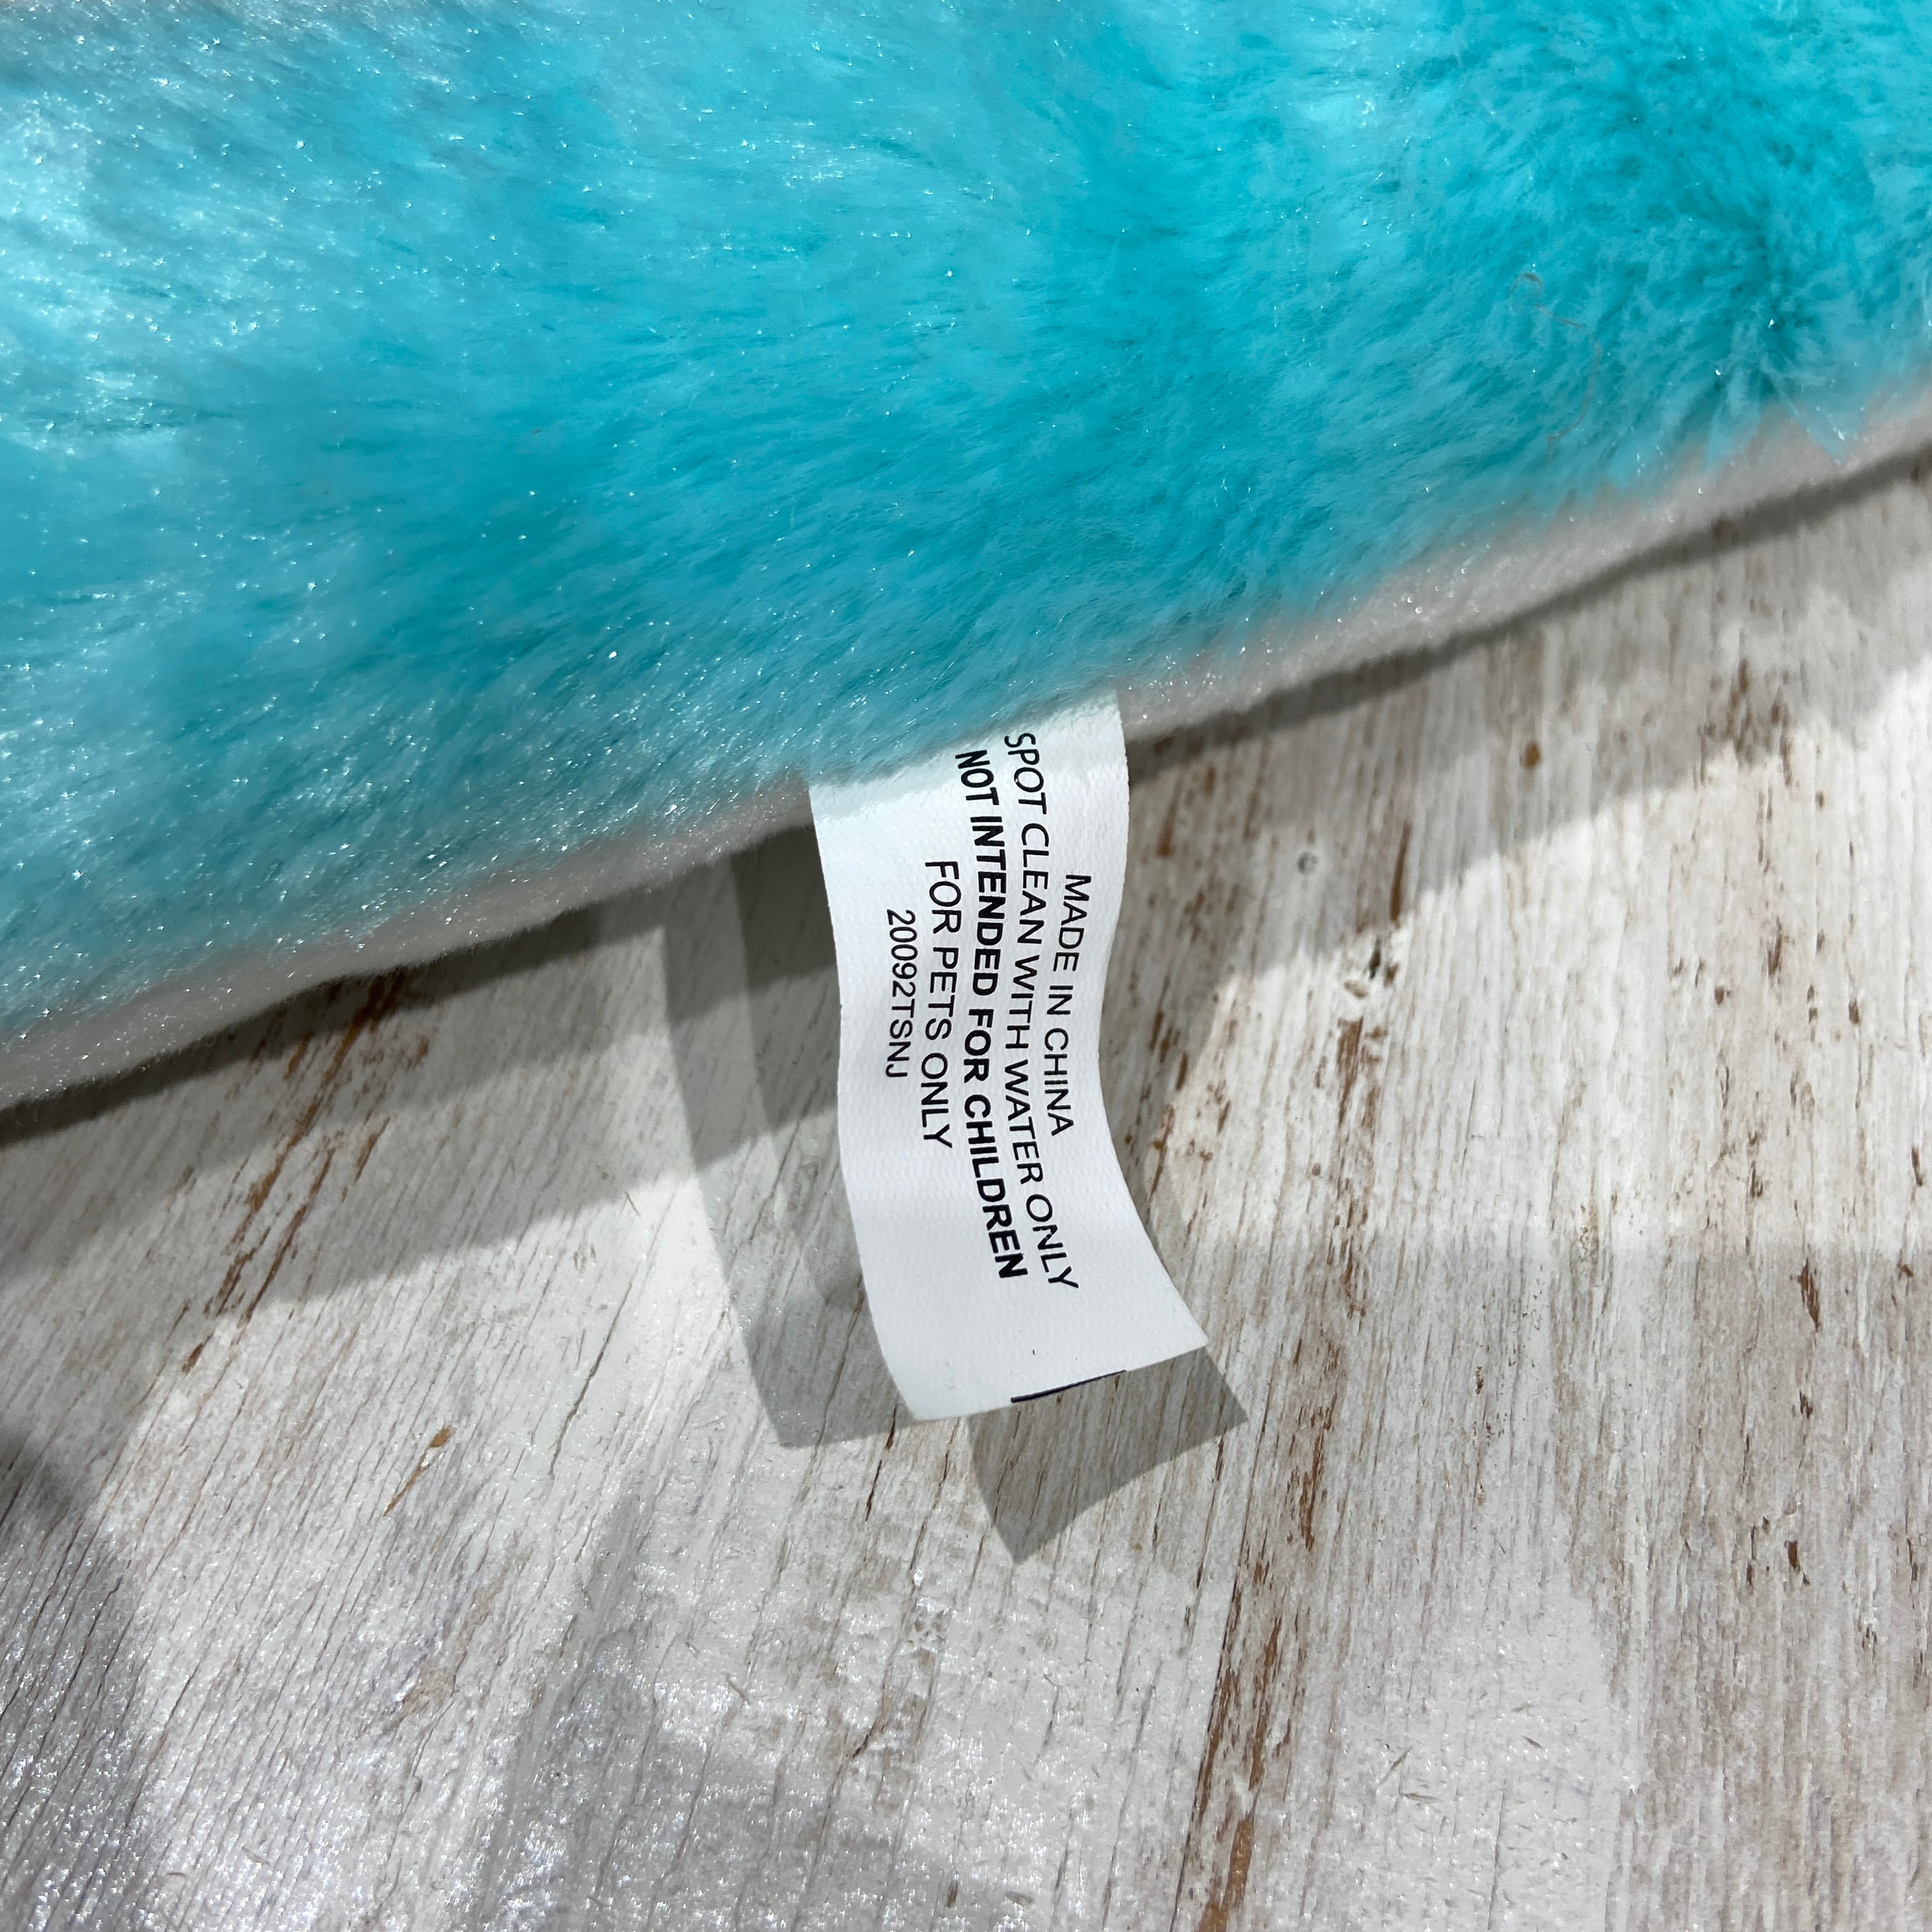 MADE IN CHINA
SPOT CLEAN WITH WATER ONLY
NOT INTENDED FOR CHILDREN
FOR PETS ONLY
20092TSNJ